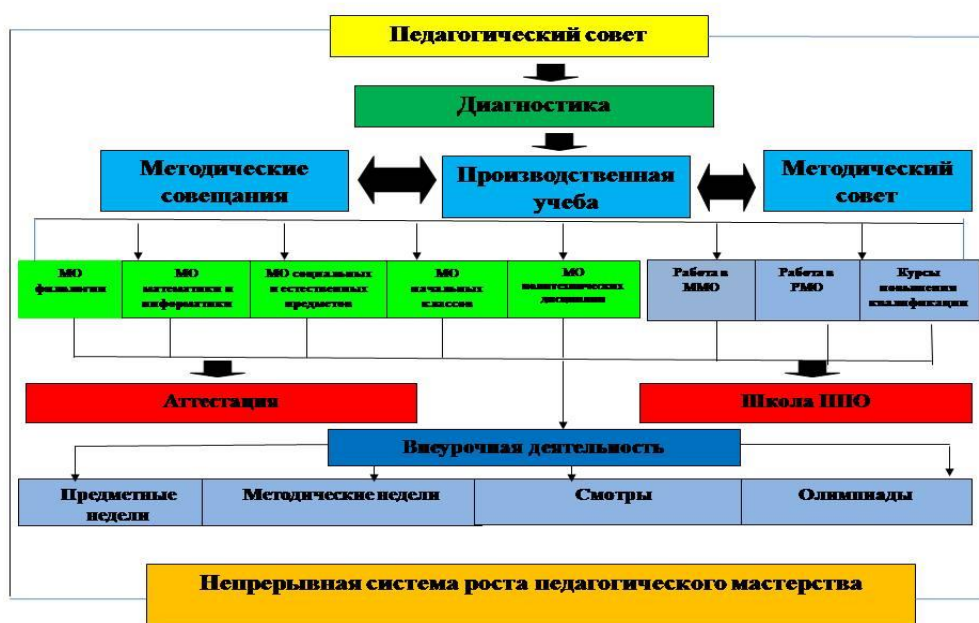 Педагогический совет
Диагностика
Методические
совещания
Производственная
учеба
Методический
совет
МО
филологии
МО
математики и
информатики
МО социальных
и естественных
предметов
МО
начальных
классов
МО
политехнических
дисциплин
Работа в
ММО
Работа в
РМО
Курсы
повышения
квалификации
Аттестация
Школа ППО
Внеурочная деятельность
Предметные
недели
Методические недели
Смотры
Олимпиады
Непрерывная система роста педагогического мастерства